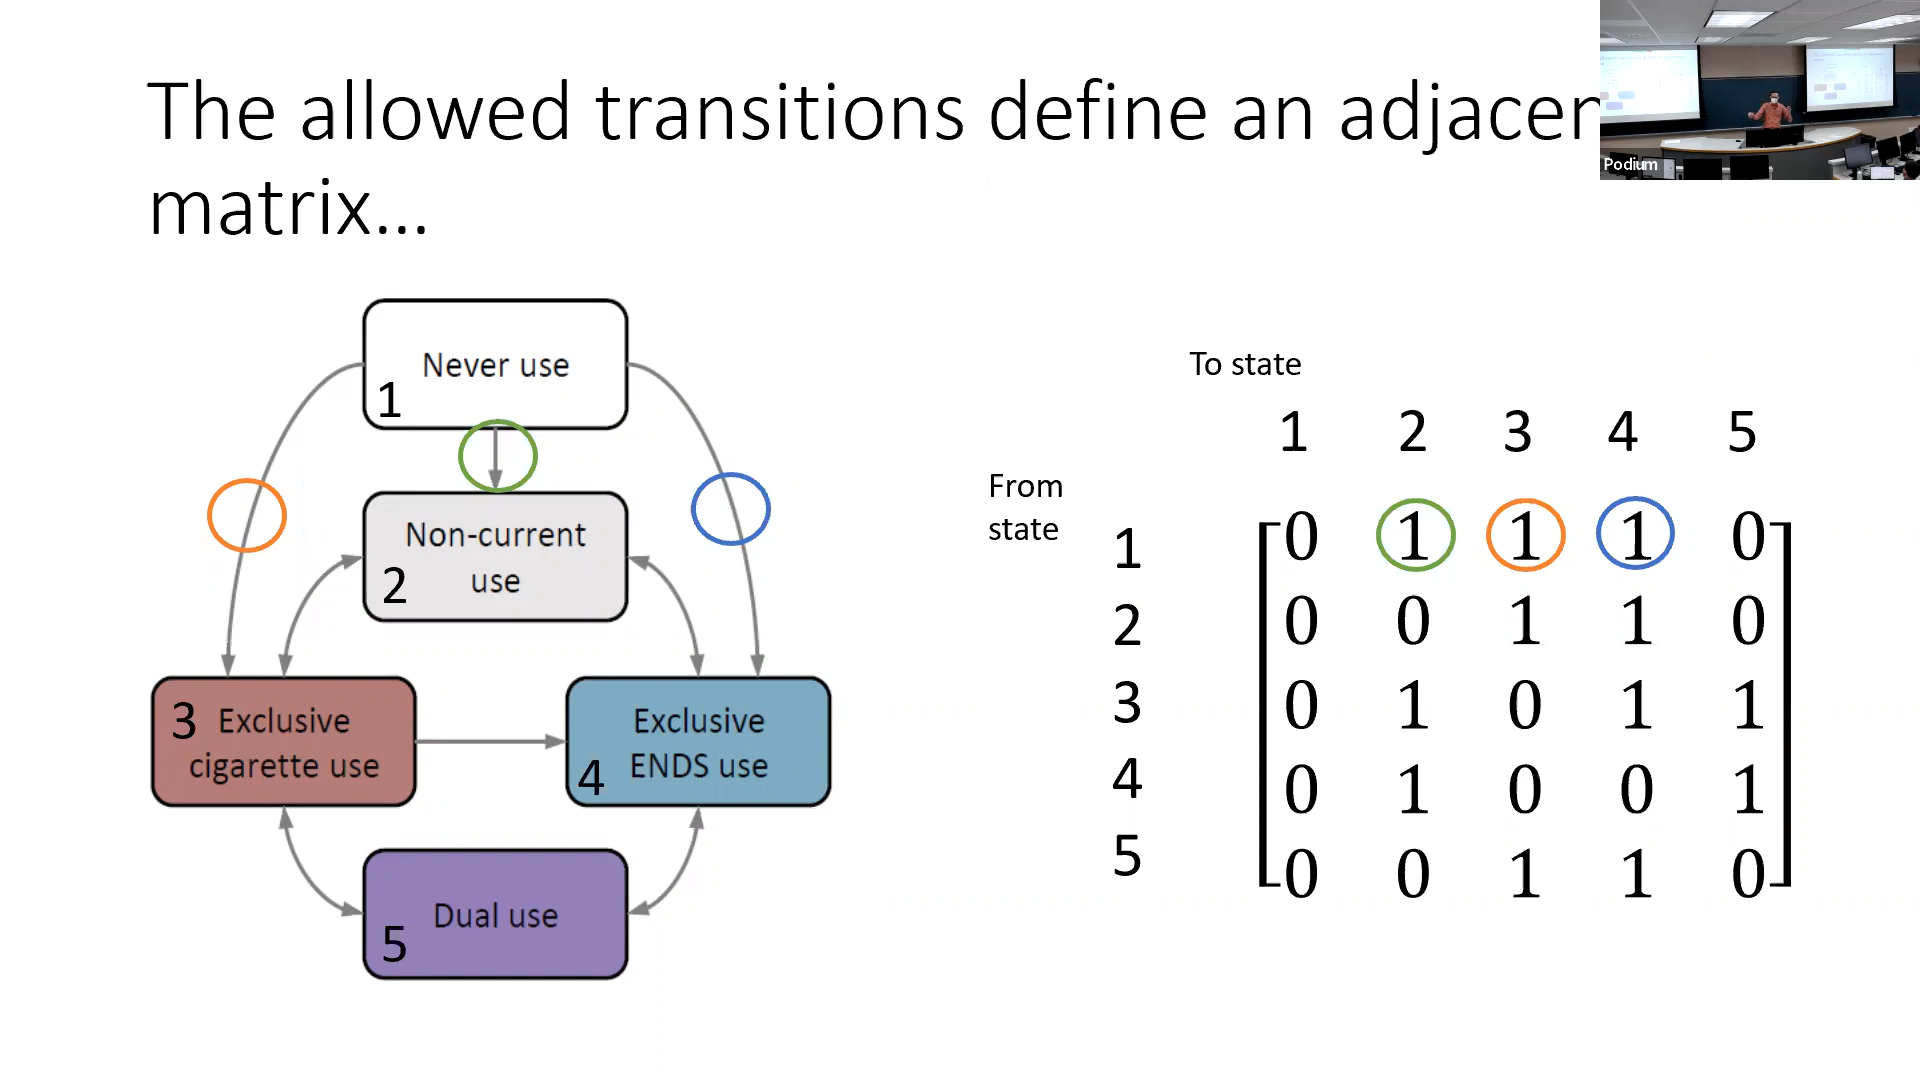 The allowed transitions define an adjacen
matrix...
Podium
Never use
1
Non-current
use
2
3 Exclusive
cigarette use
Exclusive
4 ENDS use
Dual use
5
To state
1 2 3 4 5
From
state
1 0 1 1 1 0
2 0 0 1 1 0
3 0 1 0 1 1
4 0 1 0 0 1
5 0 0 1 1 0